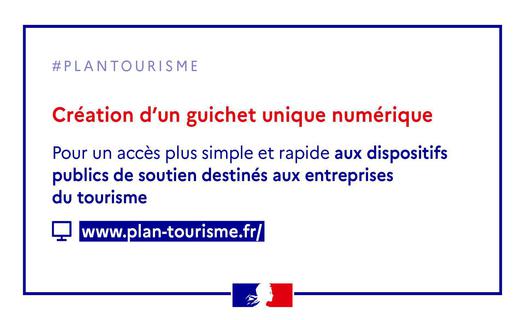 #PLANTOURISME
Création d’un guichet unique numérique
Pour un accès plus simple et rapide aux dispositifs
publics de soutien destinés aux entreprises
du tourisme
www.plan-tourisme.fr/